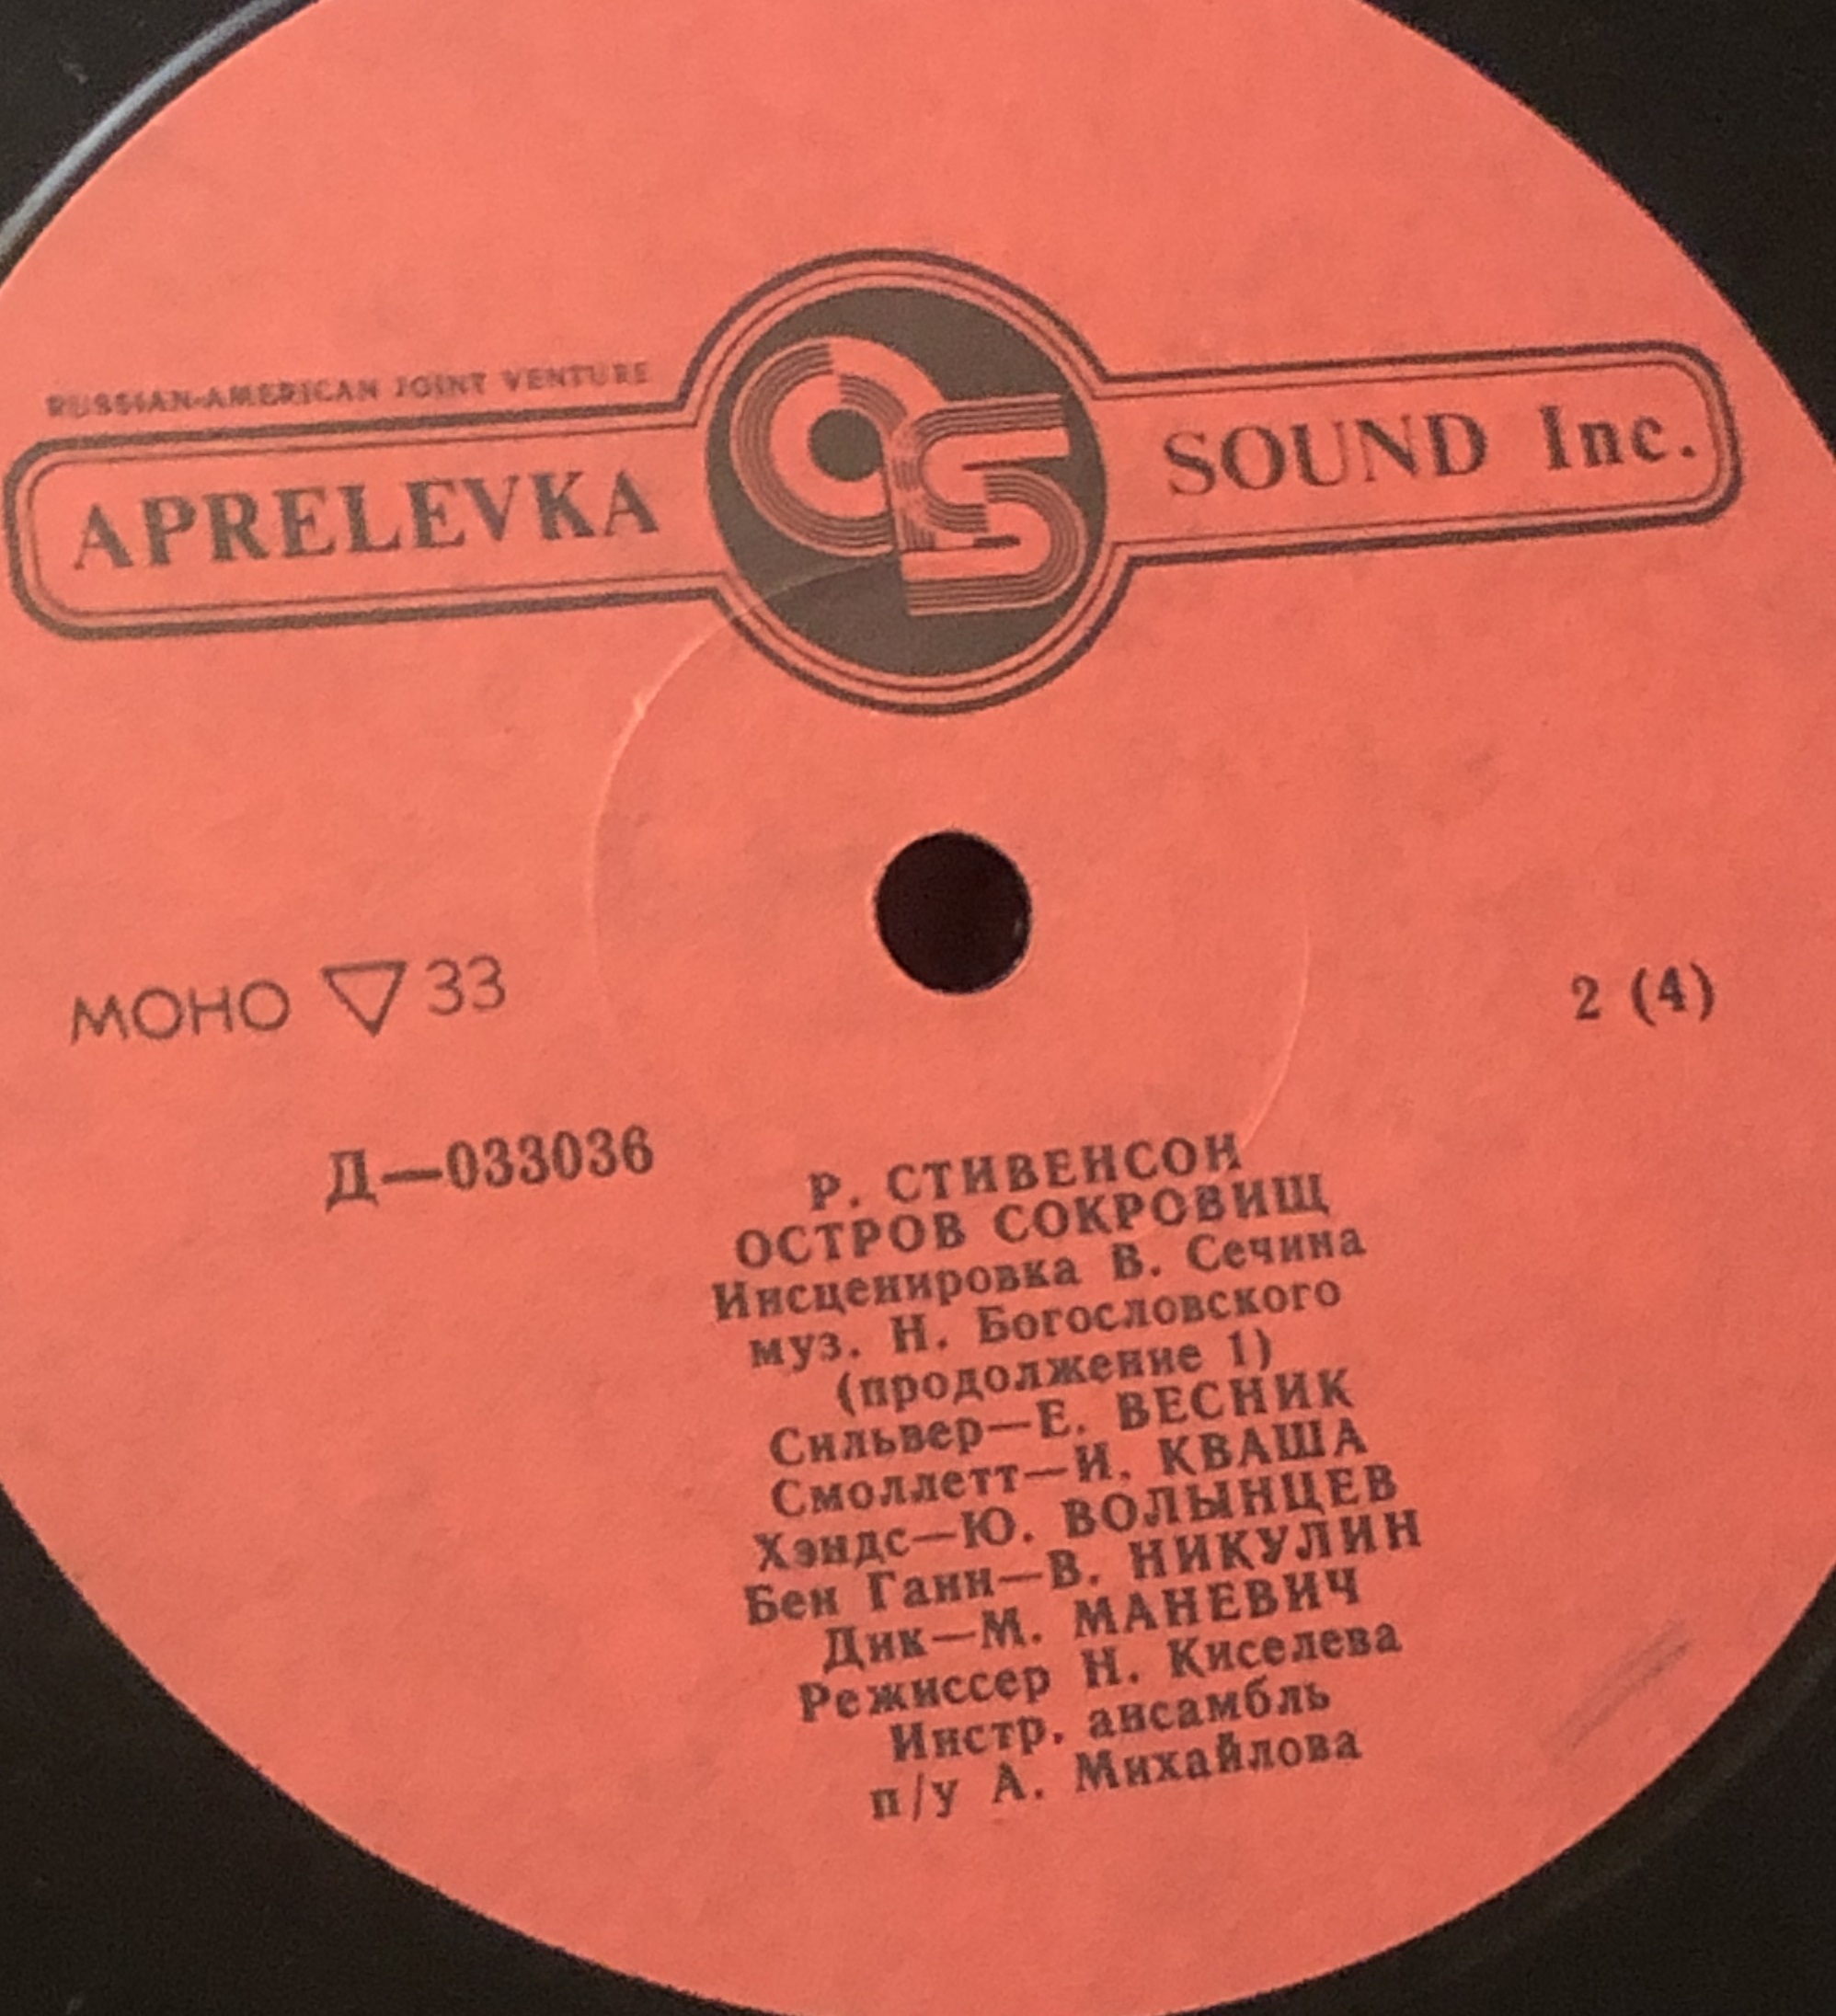 RUSSIAN-AMERICAN JOINT VENTURE
APRELEVKA SOUND Inc.
МОНО ▽ 33
2 (4)
Д—033036
Р. СТИВЕНСОН
ОСТРОВ СОКРОВИЩ
Инсценировка В. Сечина
муз. Н. Богословского
(продолжение 1)
Сильвер—Е. ВЕСНИК
Смоллетт—И. КВАША
Хэндс—Ю. ВОЛЫНЦЕВ
Бен Ганн—В. НИКУЛИН
Дик—М. МАНЕВИЧ
Режиссер Н. Киселева
Инстр. ансамбль
п/у А. Михайлова